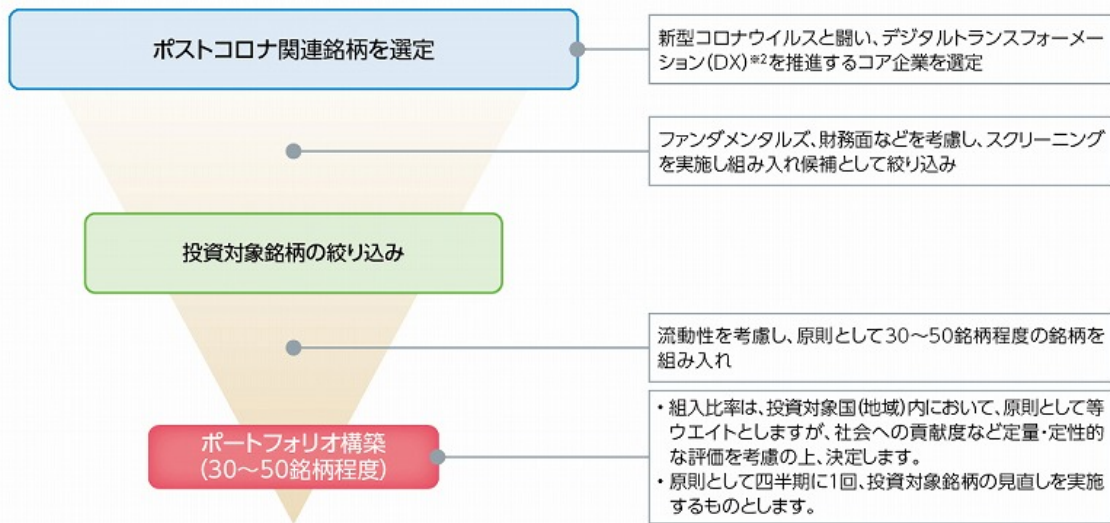 ポストコロナ関連銘柄を選定
新型コロナウイルスと闘い、デジタルトランスフォーメー
ション(DX)※2を推進するコア企業を選定
ファンダメンタルズ、財務面などを考慮し、スクリーニング
を実施し組み入れ候補として絞り込み
投資対象銘柄の絞り込み
流動性を考慮し、原則として30〜50銘柄程度の銘柄を
組み入れ
ポートフォリオ構築
(30〜50銘柄程度)
・組入比率は、投資対象国(地域)内において、原則として等
ウエイトとしますが、社会への貢献度など定量・定性的
な評価を考慮の上、決定します。
・原則として四半期に1回、投資対象銘柄の見直しを実施
するものとします。